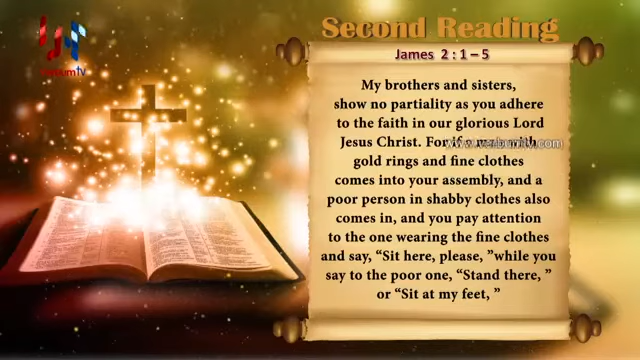 Second Reading
James 2 : 1 – 5
My brothers and sisters,
show no partiality as you adhere
to the faith in our glorious Lord
Jesus Christ. For if
www.verbumtv.com
gold rings and fine clothes
comes into your assembly, and a
poor person in shabby clothes also
comes in, and you pay attention
to the one wearing the fine clothes
and say, “Sit here, please, ”while you
say to the poor one, “Stand there, ”
or “Sit at my feet, ”